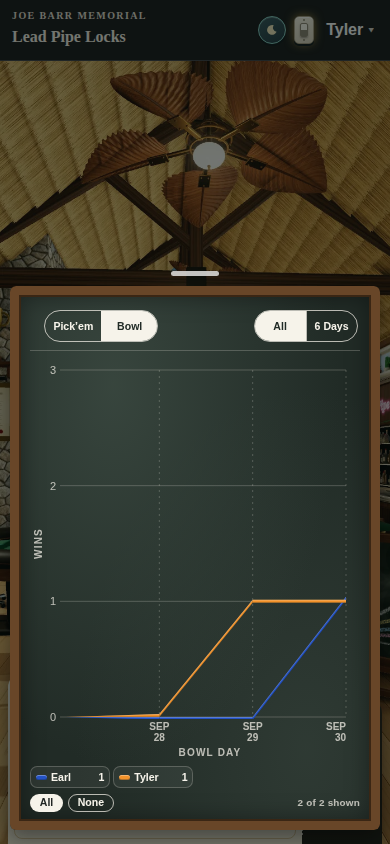 JOE BARR MEMORIAL
Lead Pipe Locks
Tyler
Pick'em Bowl
All 6 Days
3
2
1
0
WINS
SEP 28
SEP 29
SEP 30
BOWL DAY
Earl 1
Tyler 1
All None
2 of 2 shown